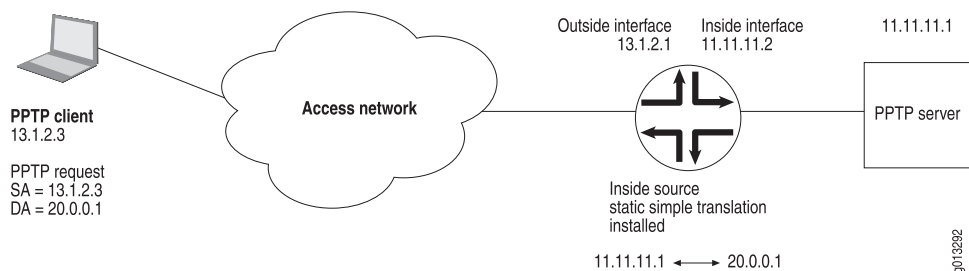 Outside interface
13.1.2.1
Inside interface
11.11.11.2
11.11.11.1
PPTP client
13.1.2.3
PPTP request
SA = 13.1.2.3
DA = 20.0.0.1
Access network
PPTP server
Inside source
static simple translation
installed
11.11.11.1 ⟷ 20.0.0.1
g013292